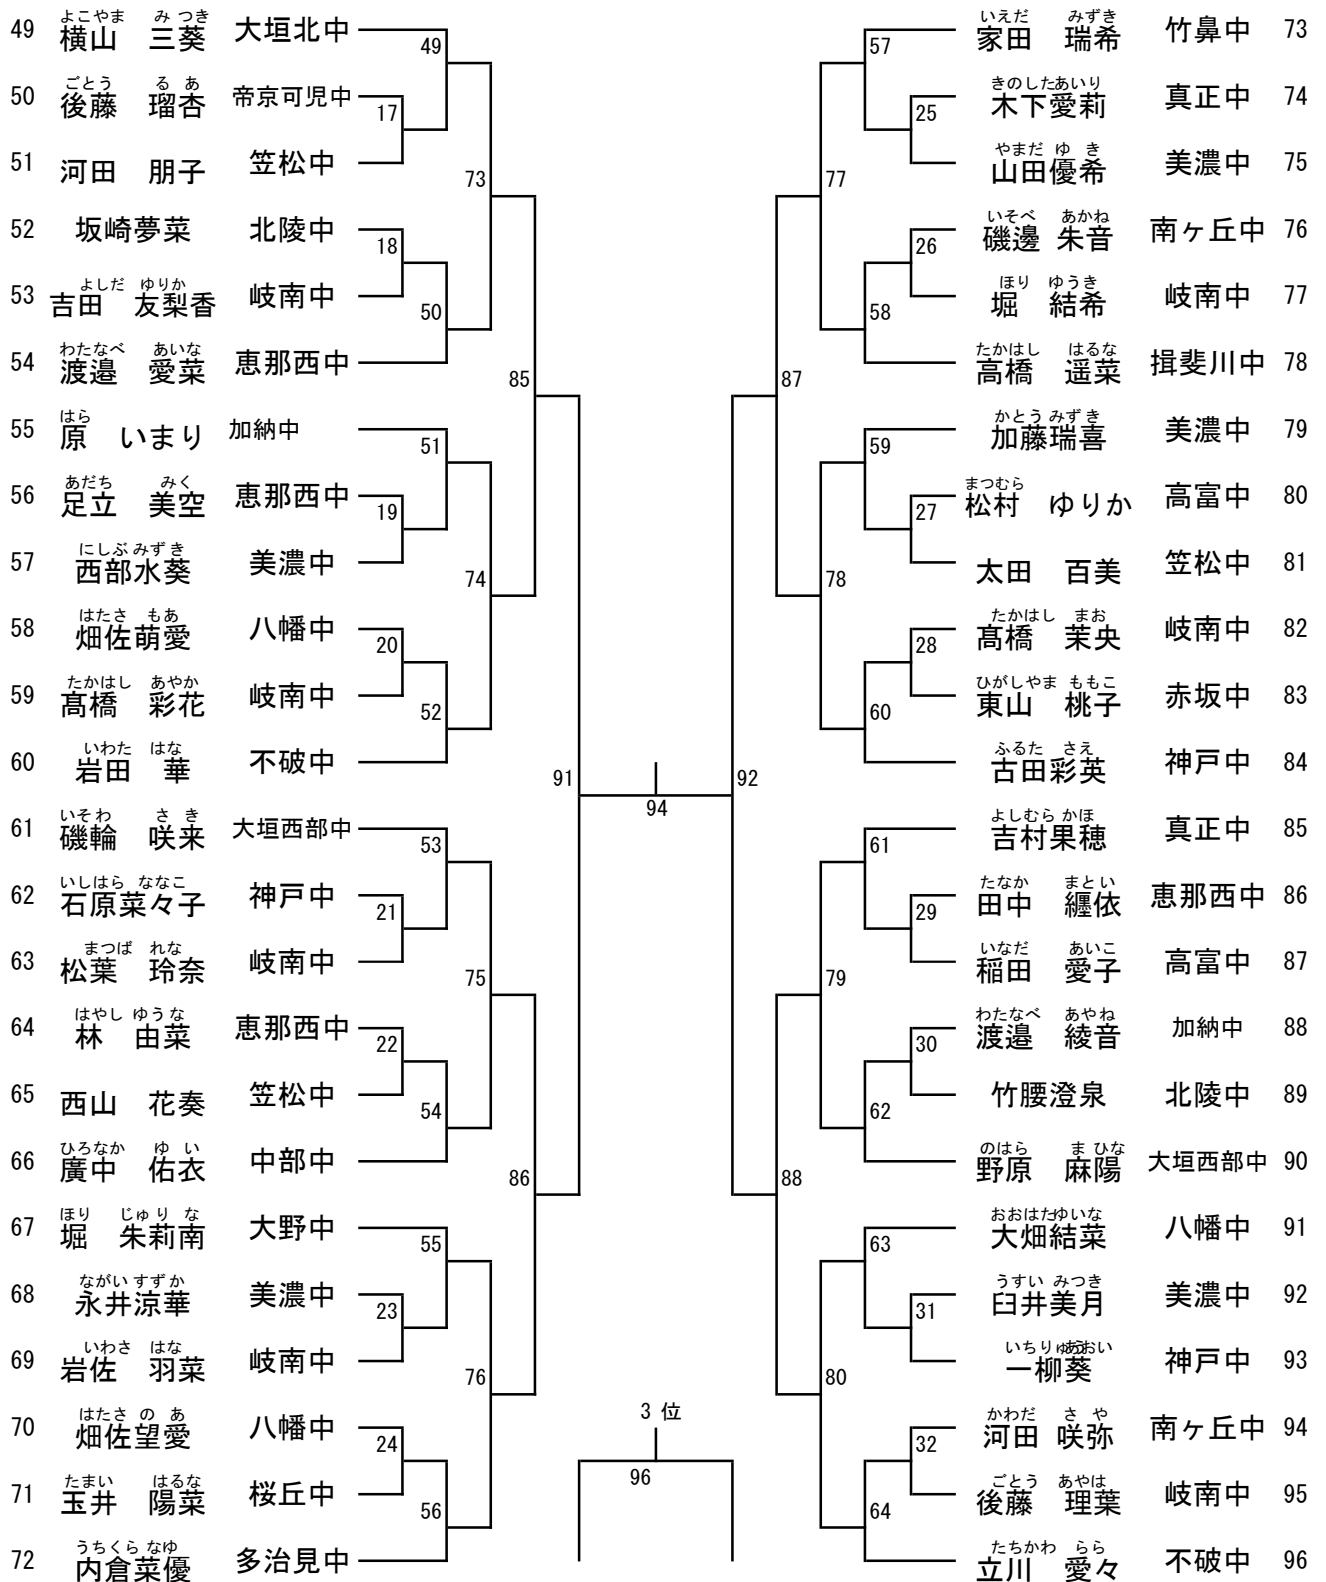 よこやま　みつき
49 横山　三葵 大垣北中
ごとう　るあ
50 後藤　瑠杏 帝京可児中
51 河田　朋子 笠松中
52 坂崎夢菜 北陵中
よしだ　ゆりか
53 吉田　友梨香 岐南中
わたなべ　あいな
54 渡邉　愛菜 恵那西中
はら
55 原　いまり 加納中
あだち　みく
56 足立　美空 恵那西中
にしぶ みずき
57 西部水葵 美濃中
はたさ　もあ
58 畑佐萌愛 八幡中
たかはし　あやか
59 髙橋　彩花 岐南中
いわた　はな
60 岩田　華 不破中
いそわ　さき
61 磯輪　咲来 大垣西部中
いしはら ななこ
62 石原菜々子 神戸中
まつば　れな
63 松葉　玲奈 岐南中
はやし ゆうな
64 林　由菜 恵那西中
65 西山　花奏 笠松中
ひろなか　ゆい
66 廣中　佑衣 中部中
ほり　じゅりな
67 堀　朱莉南 大野中
ながい すずか
68 永井涼華 美濃中
いわさ　はな
69 岩佐　羽菜 岐南中
はたさ のあ
70 畑佐望愛 八幡中
たまい　はるな
71 玉井　陽菜 桜丘中
うちくら なゆ
72 内倉菜優 多治見中
49
17
73
18
50
85
51
19
74
20
52
91
53
21
75
22
54
86
55
23
76
24
56
94
3 位
96
92
57
25
77
26
58
87
59
27
78
28
60
61
29
79
30
62
88
63
31
80
32
64
いえだ　みずき
家田　瑞希 竹鼻中 73
きのしたあいり
木下愛莉 真正中 74
やまだ ゆき
山田優希 美濃中 75
いそべ　あかね
磯邊 朱音 南ヶ丘中 76
ほり　ゆうき
堀　結希 岐南中 77
たかはし　はるな
高橋　遥菜 揖斐川中 78
かとう みずき
加藤瑞喜 美濃中 79
まつむら
松村　ゆりか 高富中 80
太田　百美 笠松中 81
たかはし　まお
髙橋　茉央 岐南中 82
ひがしやま ももこ
東山　桃子 赤坂中 83
ふるた　さえ
古田彩英 神戸中 84
よしむら かほ
吉村果穂 真正中 85
たなか　まとい
田中　纒依 恵那西中 86
いなだ　あいこ
稲田　愛子 高富中 87
わたなべ　あやね
渡邉　綾音 加納中 88
竹腰澄泉 北陵中 89
のはら　まひな
野原　麻陽 大垣西部中 90
おおはたゆいな
大畑結菜 八幡中 91
うすい みつき
臼井美月 美濃中 92
一柳葵 神戸中 93
かわだ　さや
河田 咲弥 南ヶ丘中 94
ごとう　あやは
後藤　理葉 岐南中 95
たちかわ　らら
立川　愛々 不破中 96